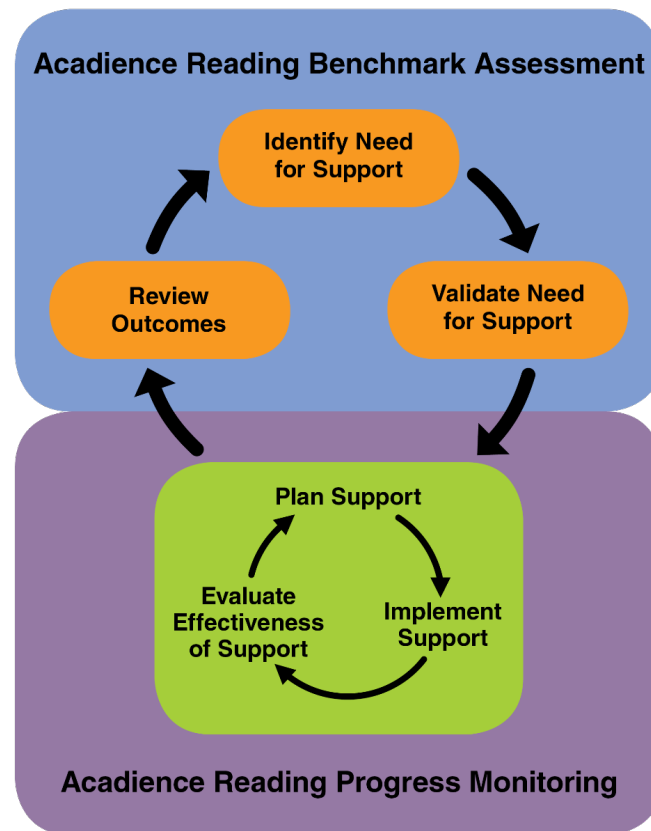 Acadience Reading Benchmark Assessment
Identify Need
for Support
Review
Outcomes
Validate Need
for Support
Plan Support
Evaluate
Effectiveness
of Support
Implement
Support
Acadience Reading Progress Monitoring